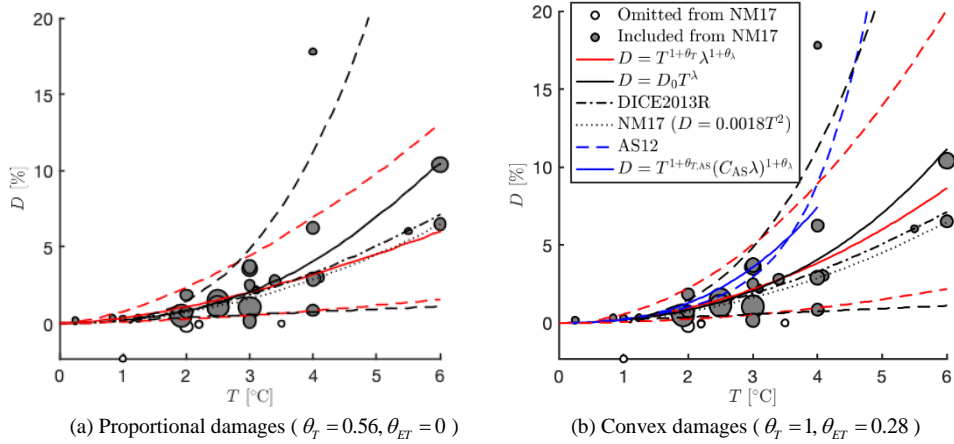 20
15
10
5
0
D [%]
0
1
2
3
4
5
6
T [°C]
(a) Proportional damages ( θ_T = 0.56, θ_ET = 0 )
20
15
10
5
0
D [%]
0
1
2
3
4
5
6
T [°C]
Omitted from NM17
Included from NM17
D = T^{1+θ_T} λ^{1+θ_λ}
D = D_0 T^λ
DICE2013R
NM17 (D = 0.0018T^2)
AS12
D = T^{1+θ_{T,AS}} (C_AS λ)^{1+θ_λ}
(b) Convex damages ( θ_T = 1, θ_ET = 0.28 )